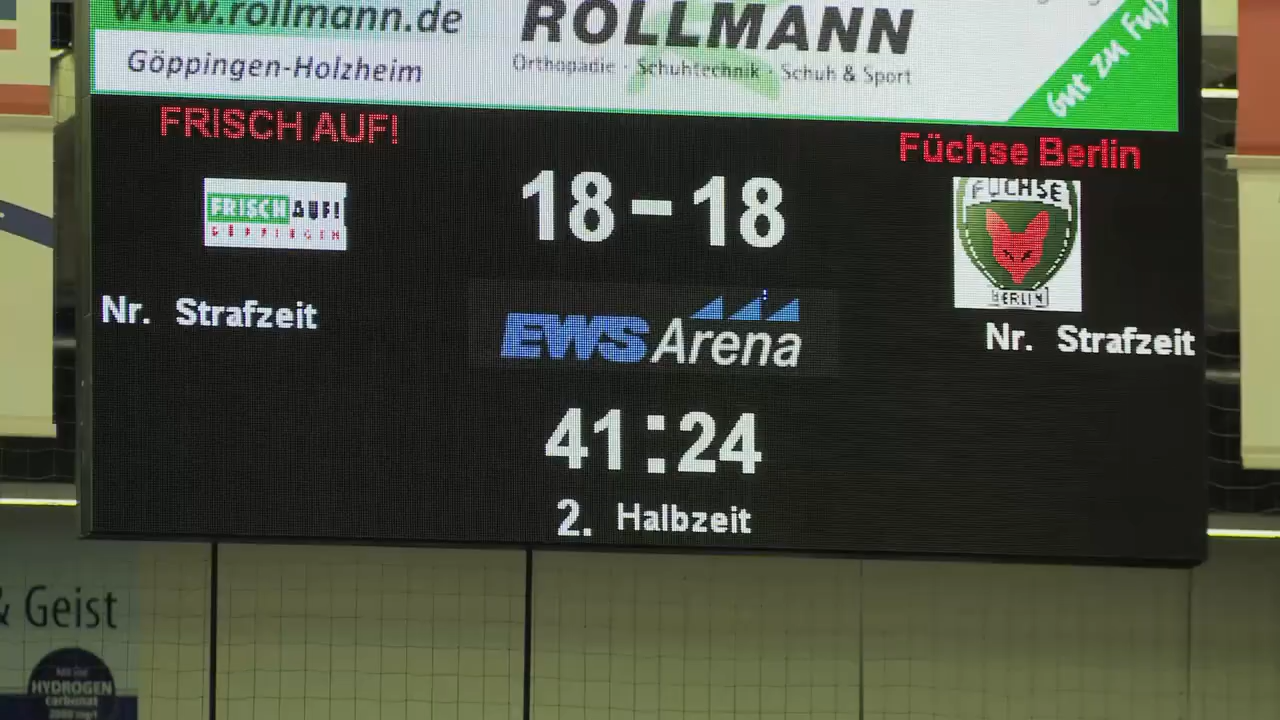 www.rollmann.de
ROLLMANN
Göppingen-Holzheim
Orthopädie · Schuhtechnik · Schuh & Sport
Gut zu Fuß
FRISCH AUF!
Füchse Berlin
FRISCH AUF!
GÖPPINGEN
18-18
FÜCHSE
BERLIN
Nr. Strafzeit
EWS Arena
Nr. Strafzeit
41:24
2. Halbzeit
& Geist
HYDROGEN
carbonat